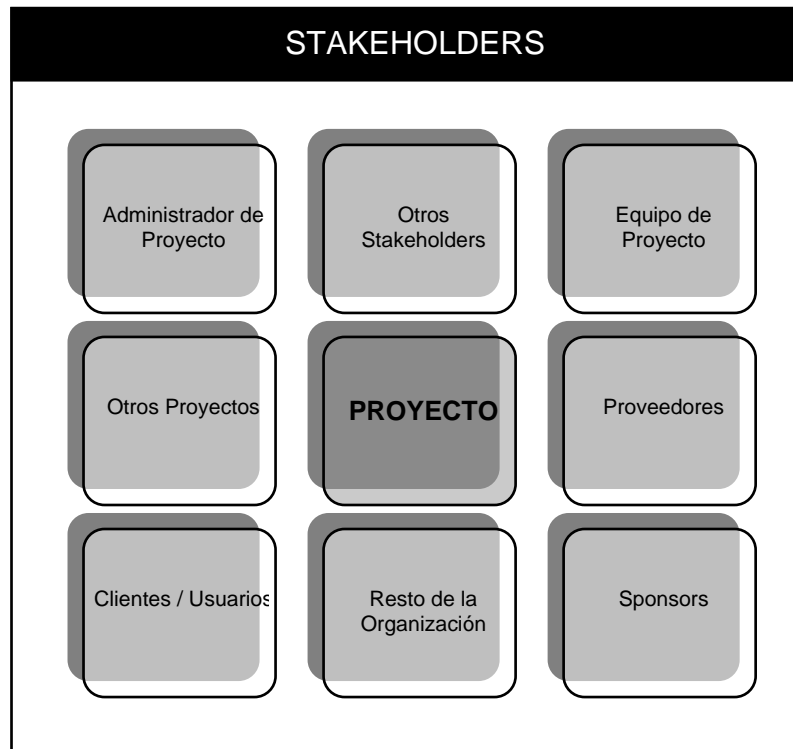 STAKEHOLDERS
Administrador de
Proyecto
Otros
Stakeholders
Equipo de
Proyecto
Otros Proyectos
PROYECTO
Proveedores
Clientes / Usuarios
Resto de la
Organización
Sponsors